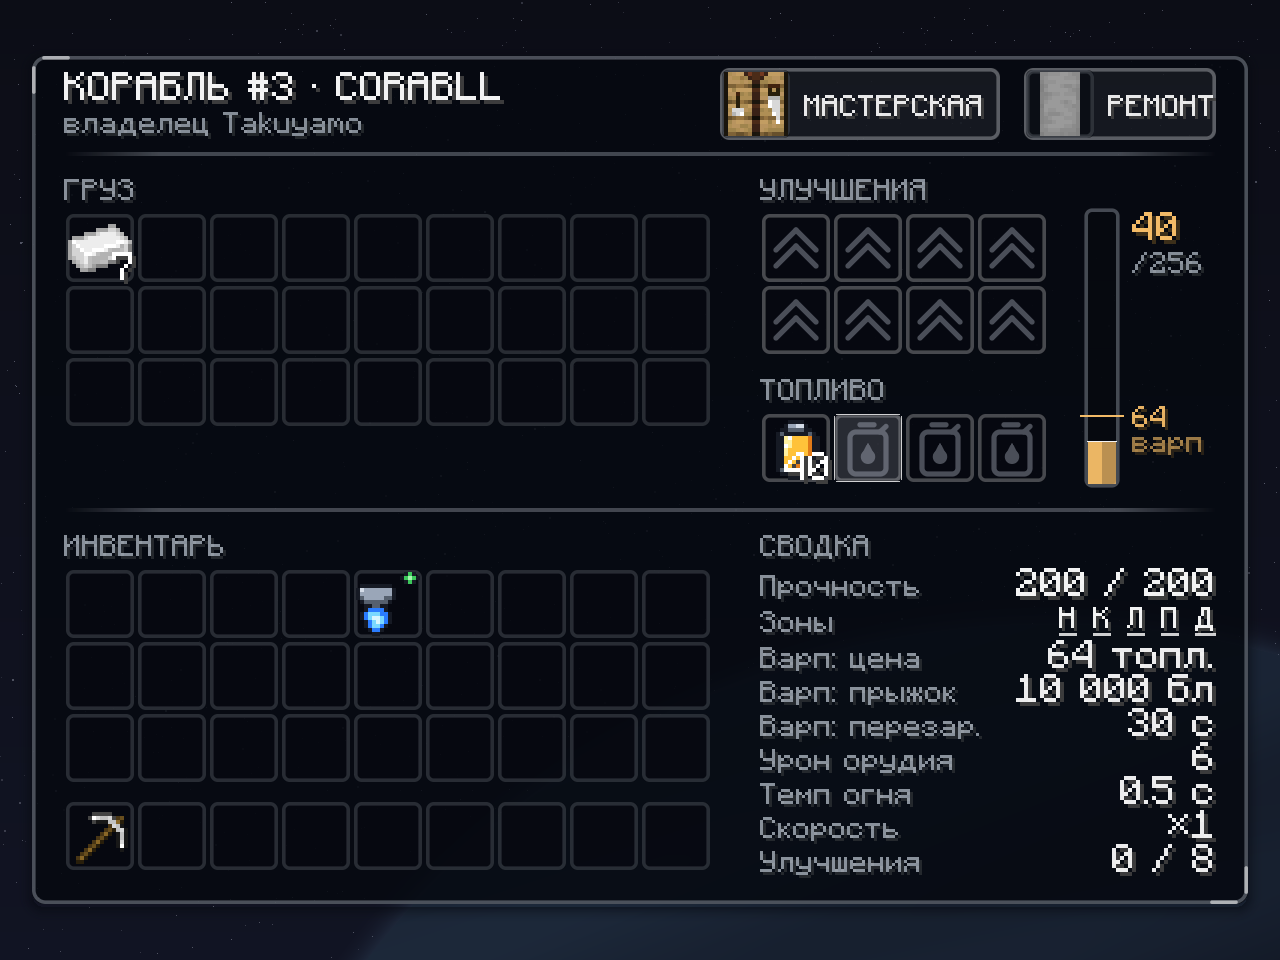 КОРАБЛЬ #3 · CORABLL
владелец Takuyamo
МАСТЕРСКАЯ
РЕМОНТ
ГРУЗ
7
УЛУЧШЕНИЯ
40
/256
ТОПЛИВО
40
64
варп
ИНВЕНТАРЬ
СВОДКА
Прочность 200 / 200
Зоны Н К Л П Д
Варп: цена 64 топл.
Варп: прыжок 10 000 бл
Варп: перезар. 30 с
Урон орудия 6
Темп огня 0.5 с
Скорость ×1
Улучшения 0 / 8